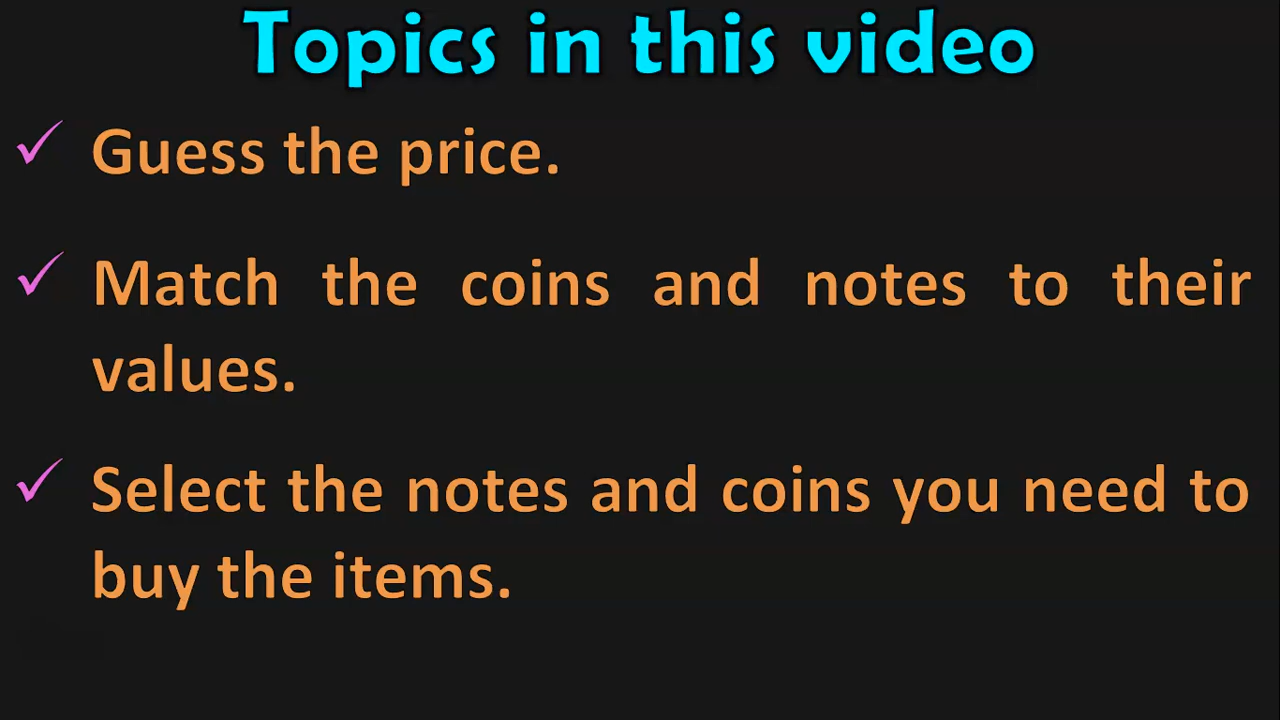 Topics in this video
✓ Guess the price.
✓ Match the coins and notes to their
values.
✓ Select the notes and coins you need to
buy the items.